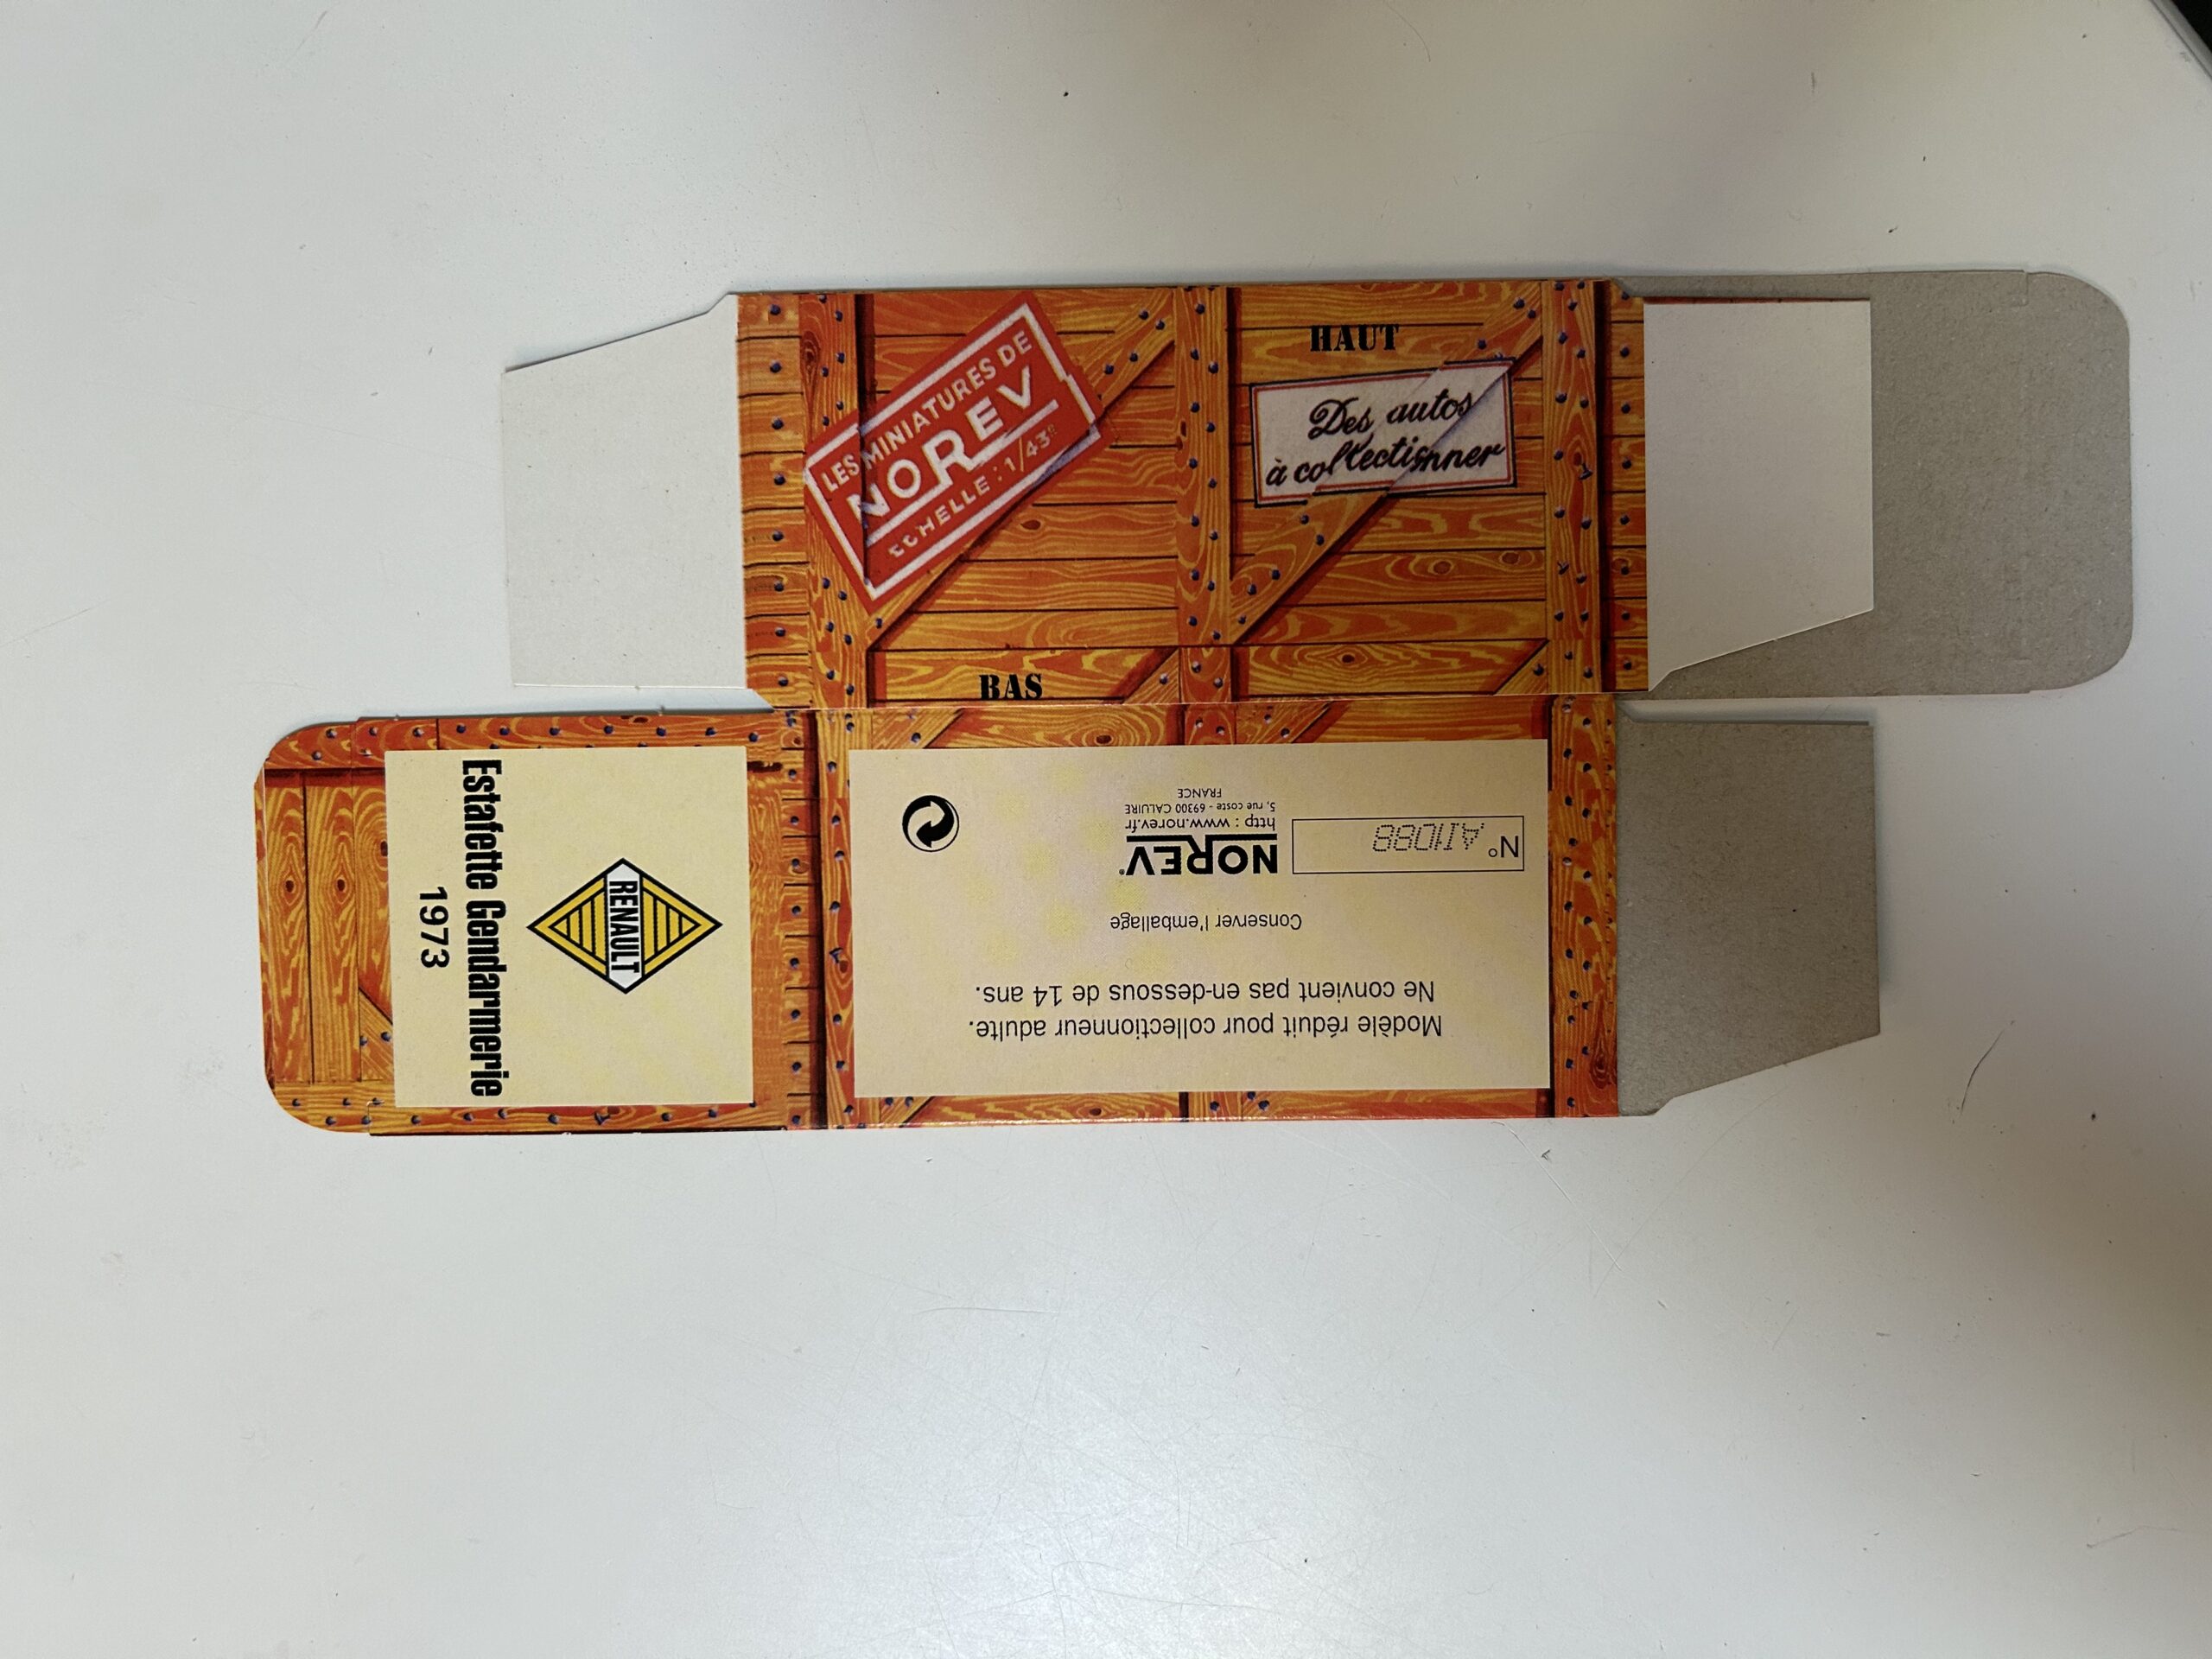 LES MINIATURES DE
NOREV
ECHELLE : 1/43e
HAUT
Des autos
à collectionner
BAS
RENAULT
Estafette Gendarmerie
1973
Modèle réduit pour collectionneur adulte.
Ne convient pas en-dessous de 14 ans.
Conserver l'emballage
N°
NOREV®
http : www.norev.fr
5, rue coste - 69300 CALUIRE
FRANCE